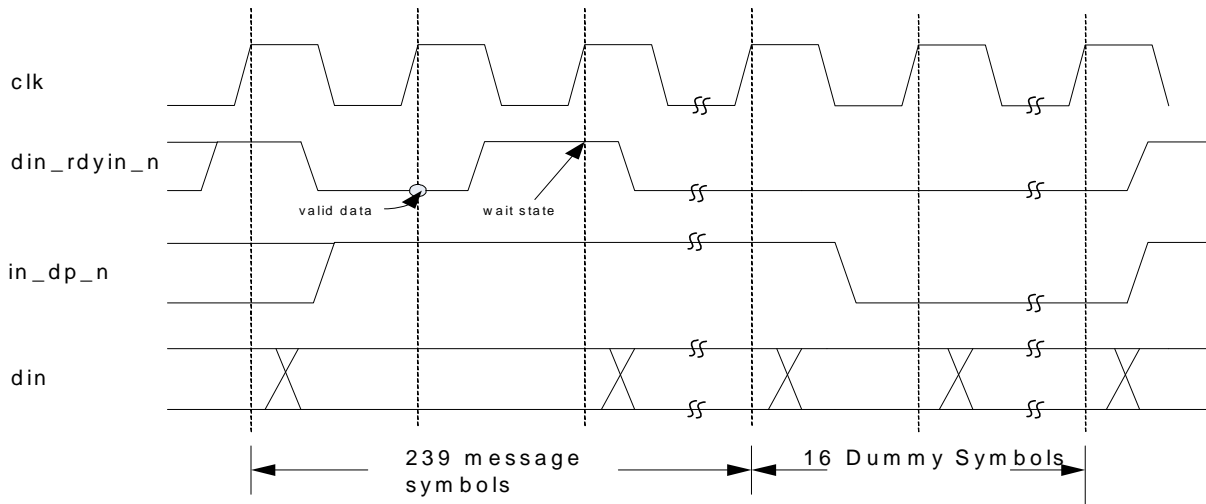 clk
din_rdyin_n
valid data
wait state
in_dp_n
din
239 message
symbols
16 Dummy Symbols